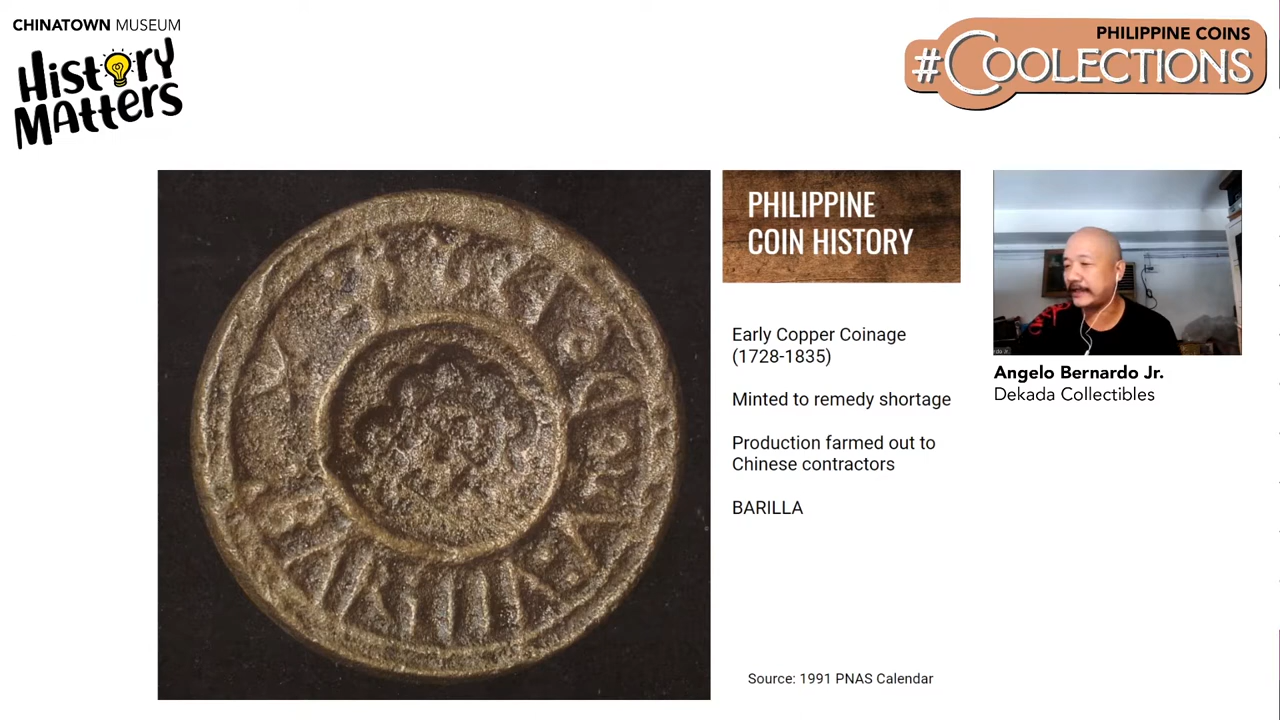 CHINATOWN MUSEUM
History
Matters
PHILIPPINE COINS
#COOLECTIONS
PHILIPPINE
COIN HISTORY
Early Copper Coinage
(1728-1835)
Minted to remedy shortage
Production farmed out to
Chinese contractors
BARILLA
Angelo Bernardo Jr.
Dekada Collectibles
Source: 1991 PNAS Calendar